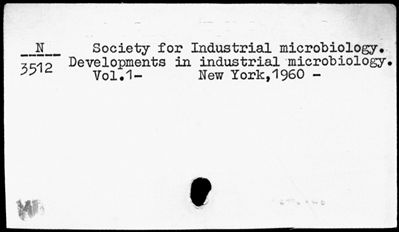 N Society for Industrial microbiology.
3512 Developments in industrial microbiology.
Vol.1- New York,1960 -